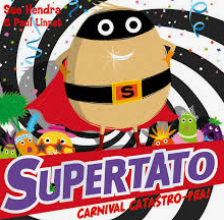 Sue Hendra
& Paul Linnet
S
SUPERTATO
CARNIVAL CATASTRO-PEA!